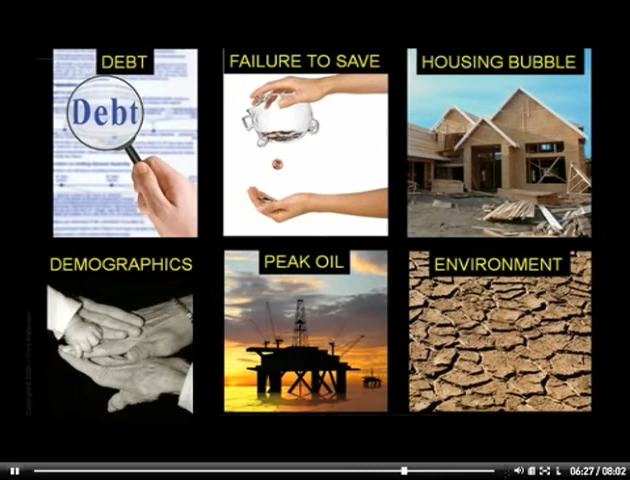 DEBT
FAILURE TO SAVE
HOUSING BUBBLE
Debt
DEMOGRAPHICS
PEAK OIL
ENVIRONMENT
06:27 / 08:02